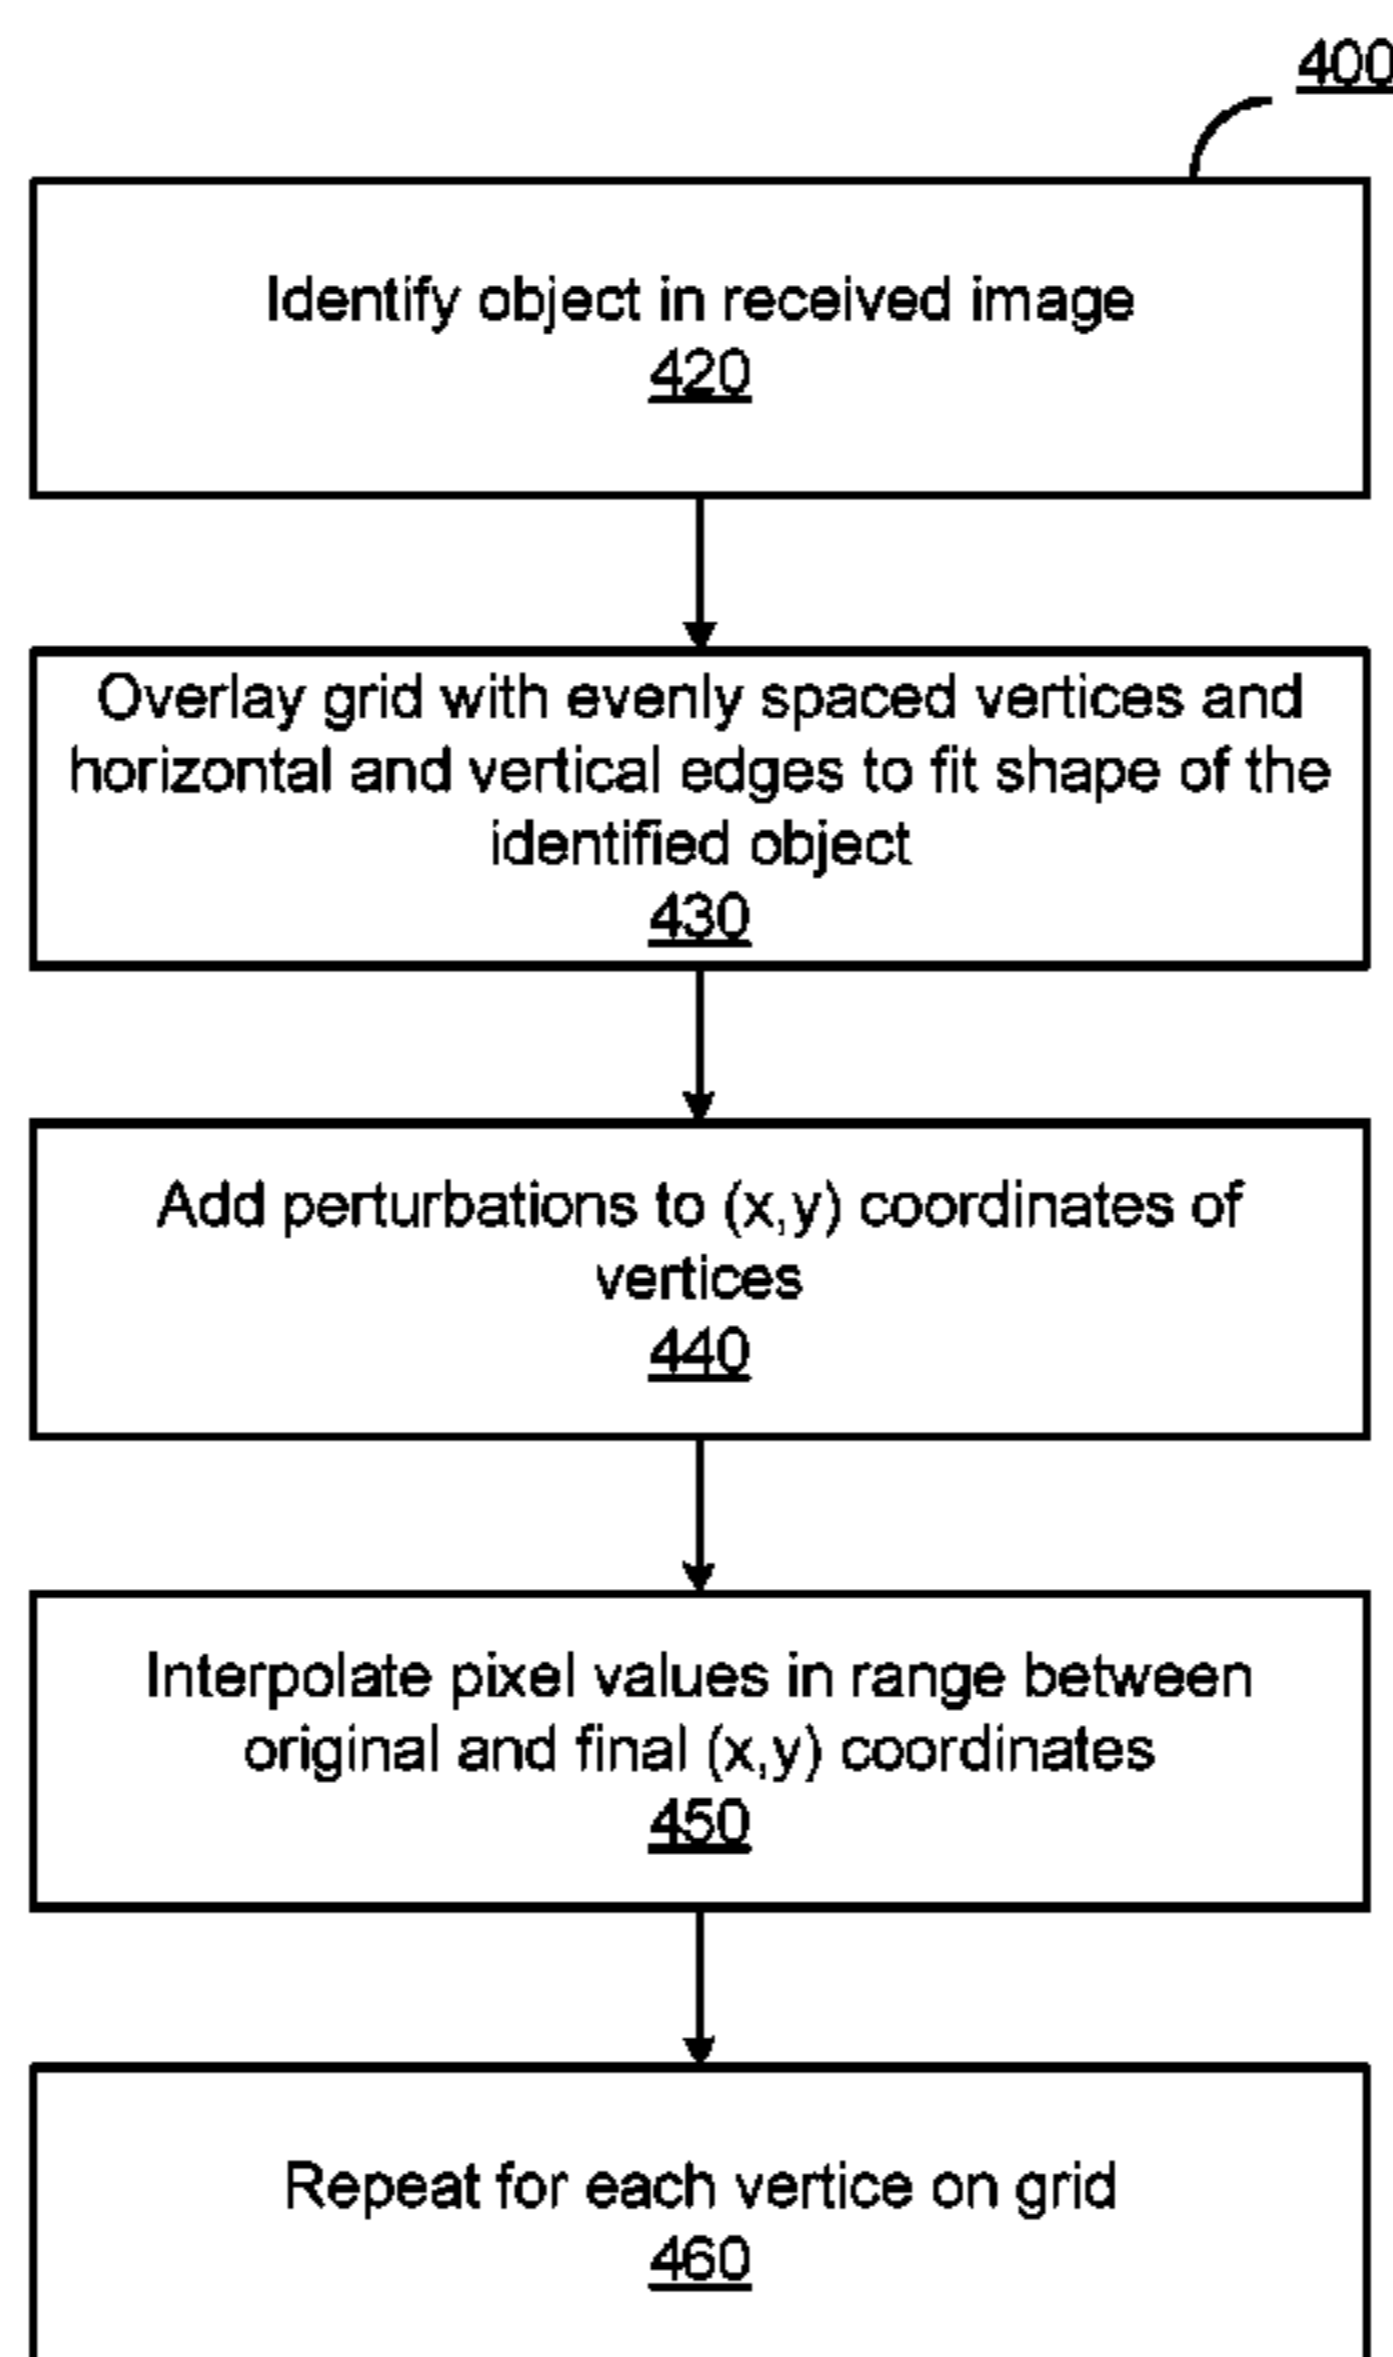 400
Identify object in received image
420
Overlay grid with evenly spaced vertices and
horizontal and vertical edges to fit shape of the
identified object
430
Add perturbations to (x,y) coordinates of
vertices
440
Interpolate pixel values in range between
original and final (x,y) coordinates
450
Repeat for each vertice on grid
460